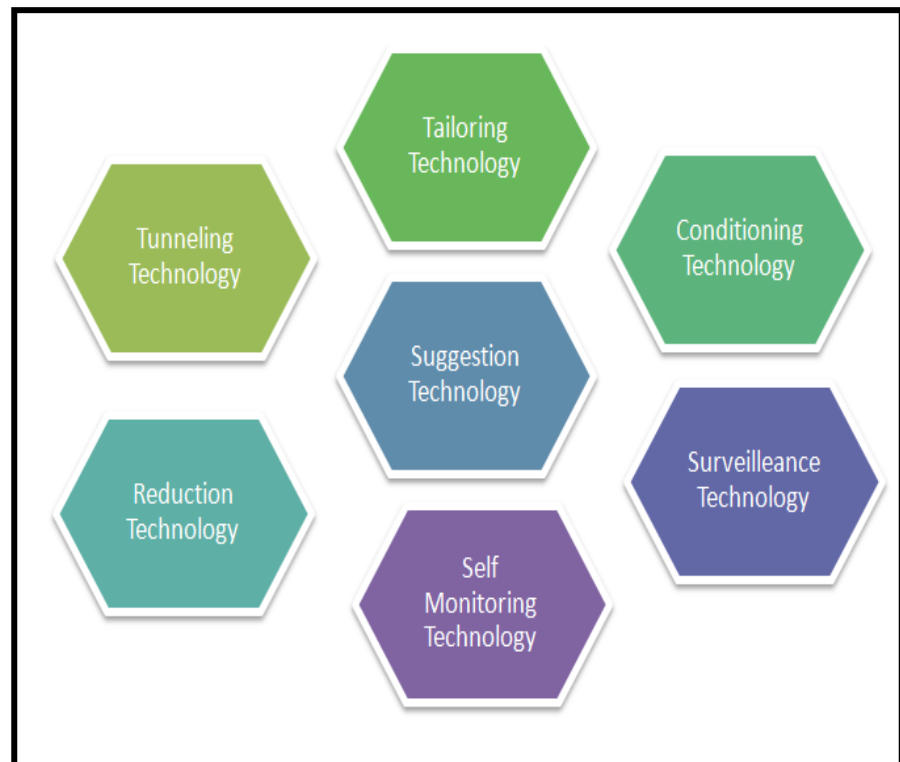 Tailoring
Technology
Tunneling
Technology
Conditioning
Technology
Suggestion
Technology
Reduction
Technology
Surveilleance
Technology
Self
Monitoring
Technology